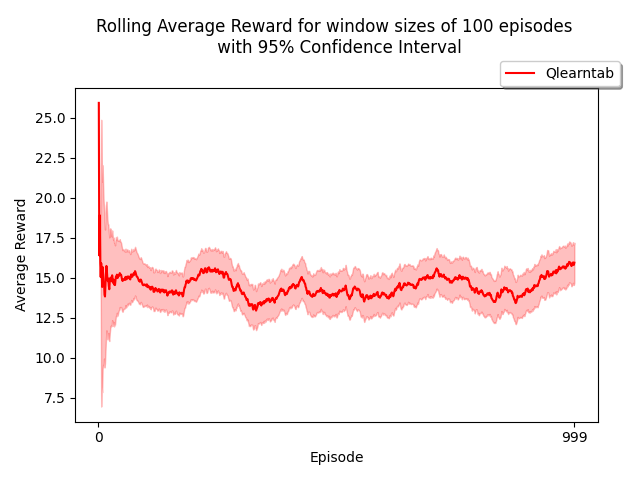 Rolling Average Reward for window sizes of 100 episodes
with 95% Confidence Interval
Qlearntab
25.0
22.5
20.0
17.5
15.0
12.5
10.0
7.5
Average Reward
0
999
Episode